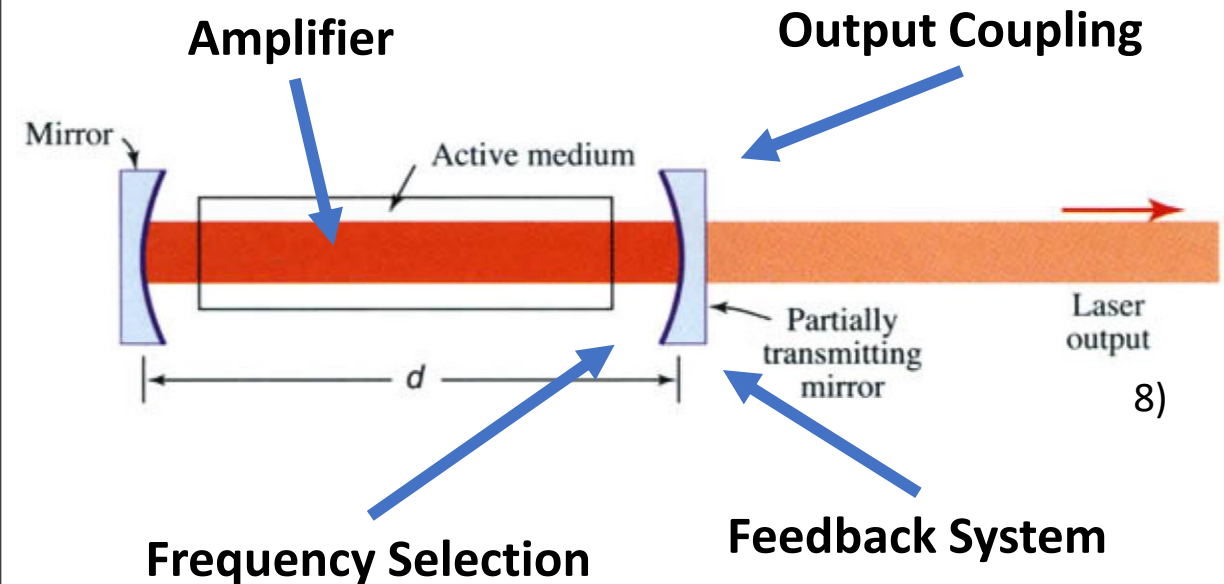 Amplifier
Output Coupling
Mirror
Active medium
Partially
transmitting
mirror
Laser
output
d
8)
Frequency Selection
Feedback System